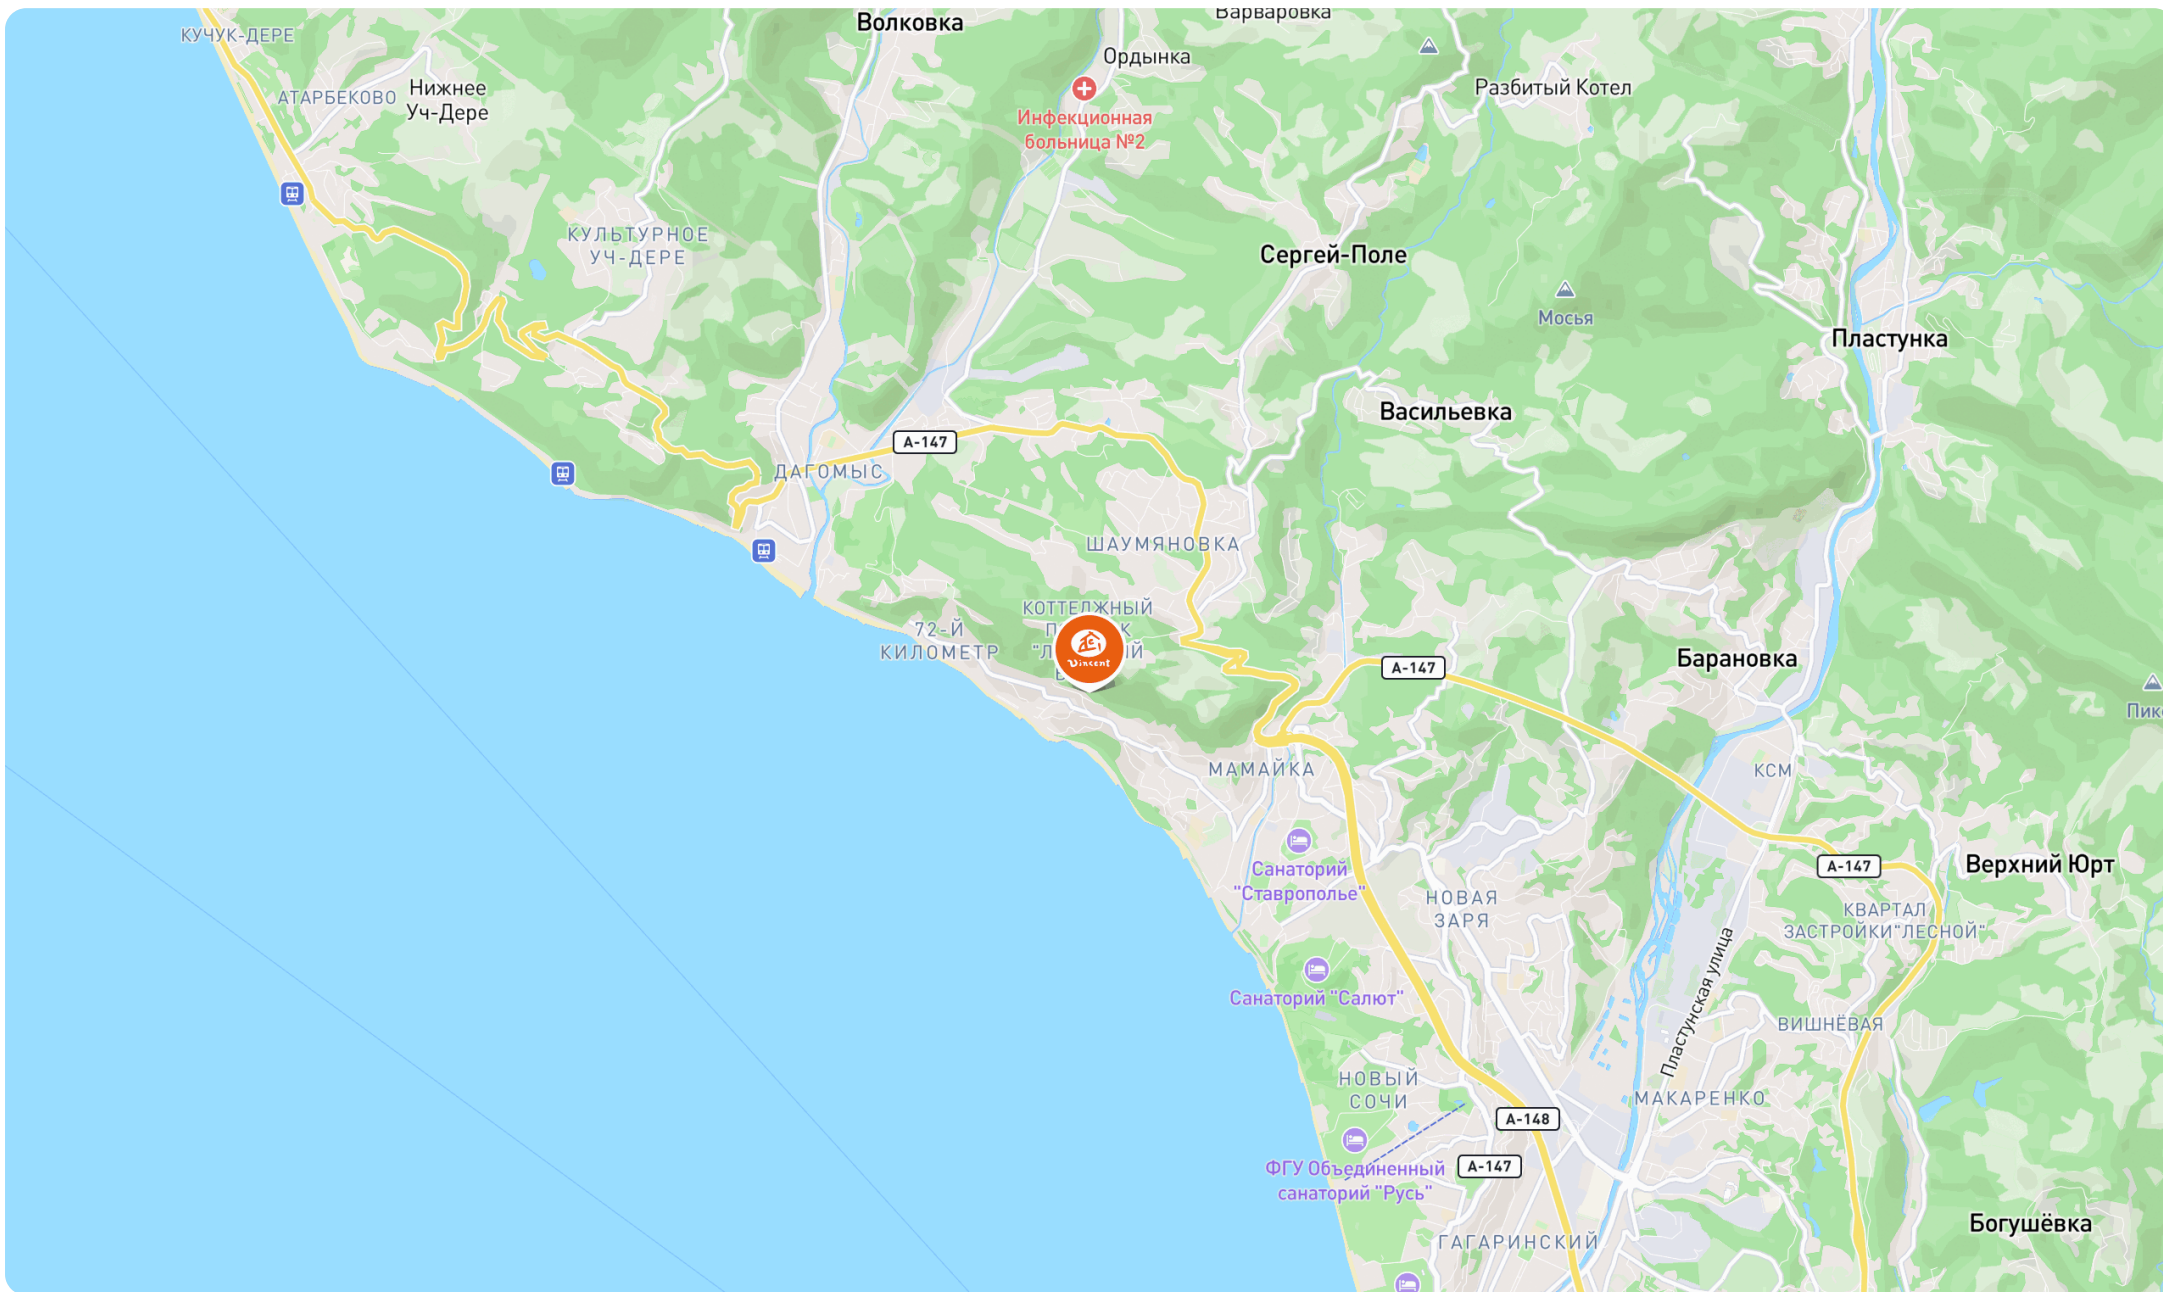 Волковка
Варваровка
КУЧУК-ДЕРЕ
Ордынка
АТАРБЕКОВО
Нижнее
Уч-Дере
Разбитый Котел
Инфекционная
больница №2
КУЛЬТУРНОЕ
УЧ-ДЕРЕ
Сергей-Поле
Мосья
Пластунка
Васильевка
А-147
ДАГОМЫС
ШАУМЯНОВКА
КОТТЕДЖНЫЙ
72-Й
КИЛОМЕТР
Vincent
А-147
Барановка
МАМАЙКА
КСМ
Санаторий
"Ставрополье"
А-147
Верхний Юрт
НОВАЯ
ЗАРЯ
КВАРТАЛ
ЗАСТРОЙКИ"ЛЕСНОЙ"
Пластунская улица
Санаторий "Салют"
ВИШНЁВАЯ
НОВЫЙ
СОЧИ
МАКАРЕНКО
А-148
А-147
ФГУ Объединенный
санаторий "Русь"
ГАГАРИНСКИЙ
Богушёвка